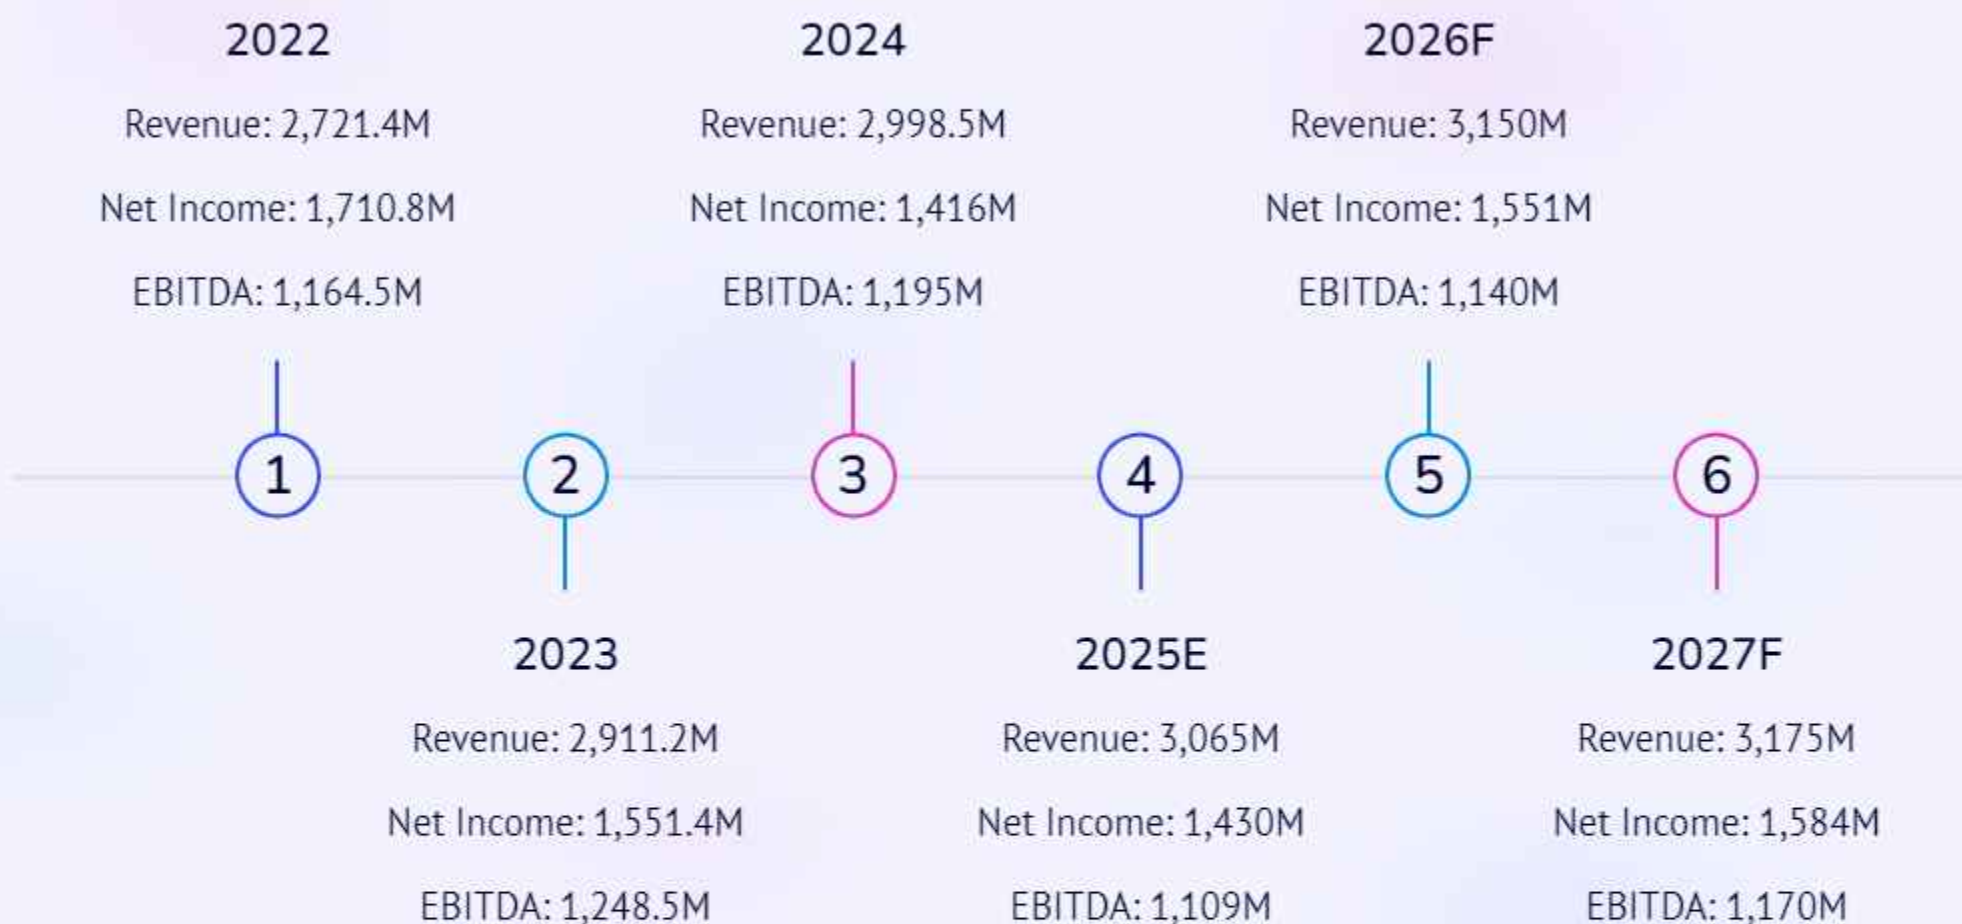 2022
Revenue: 2,721.4M
Net Income: 1,710.8M
EBITDA: 1,164.5M
2024
Revenue: 2,998.5M
Net Income: 1,416M
EBITDA: 1,195M
2026F
Revenue: 3,150M
Net Income: 1,551M
EBITDA: 1,140M
1
2
3
4
5
6
2023
Revenue: 2,911.2M
Net Income: 1,551.4M
EBITDA: 1,248.5M
2025E
Revenue: 3,065M
Net Income: 1,430M
EBITDA: 1,109M
2027F
Revenue: 3,175M
Net Income: 1,584M
EBITDA: 1,170M